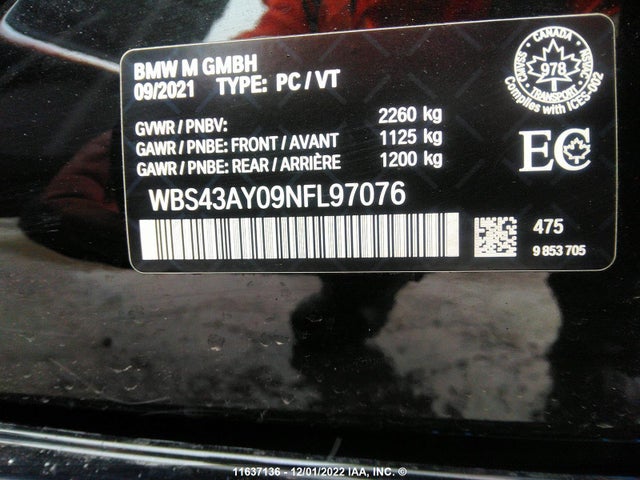 BMW M GMBH
09/2021 TYPE: PC/VT
GVWR / PNBV: 2260 kg
GAWR / PNBE: FRONT / AVANT 1125 kg
GAWR / PNBE: REAR / ARRIÈRE 1200 kg
WBS43AY09NFL97076
CANADA
978
TRANSPORT
Complies with ICES-002
EC
475
9 853 705
11637136 - 12/01/2022 IAA, INC. ®